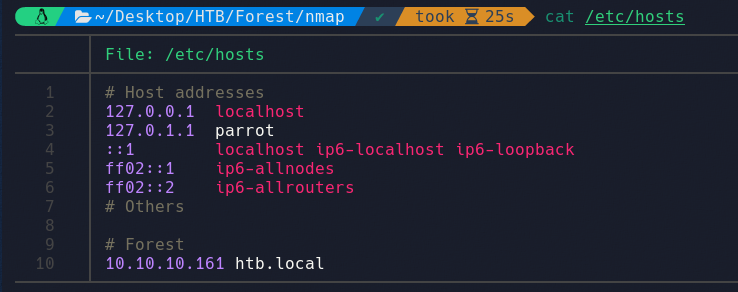 ~/Desktop/HTB/Forest/nmap ✔ took 25s cat /etc/hosts
File: /etc/hosts
1 # Host addresses
2 127.0.0.1 localhost
3 127.0.1.1 parrot
4 ::1 localhost ip6-localhost ip6-loopback
5 ff02::1 ip6-allnodes
6 ff02::2 ip6-allrouters
7 # Others
8
9 # Forest
10 10.10.10.161 htb.local